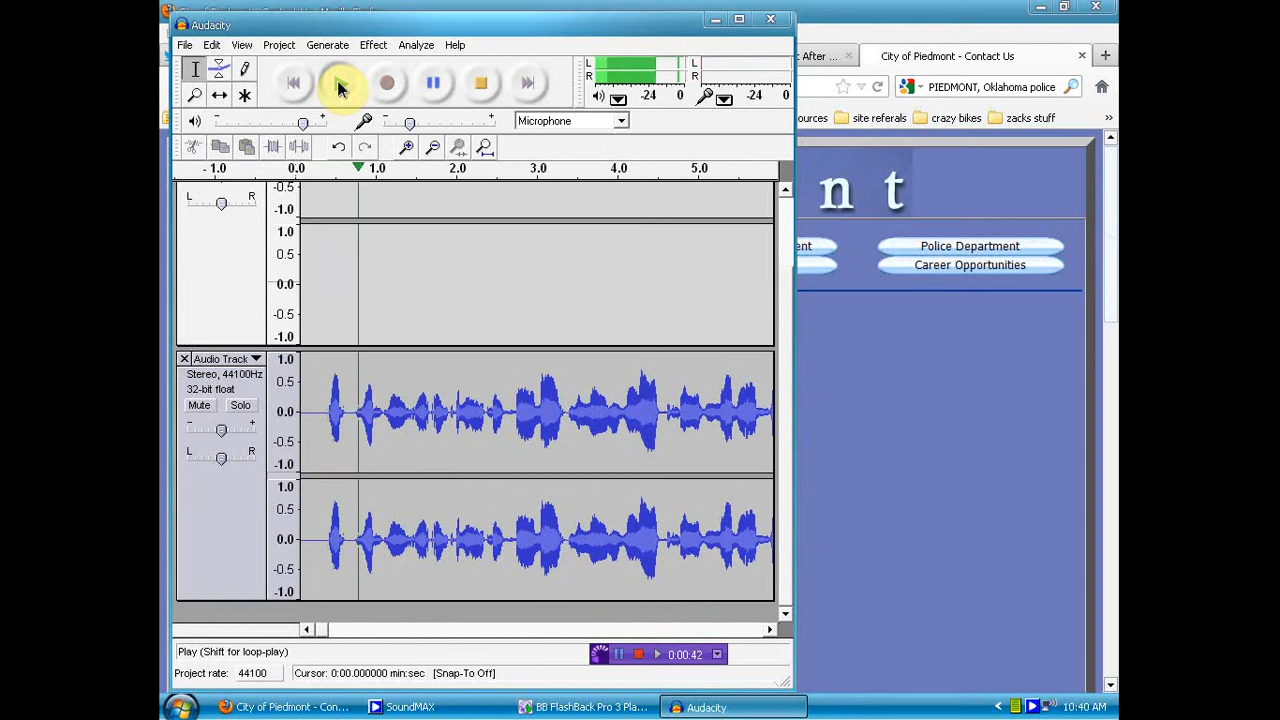 Audacity
File Edit View Project Generate Effect Analyze Help
L
R
-24 0
L
R
-24 0
- +
- +
Microphone
- 1.0 0.0 1.0 2.0 3.0 4.0 5.0
L R
-0.5
-1.0
1.0
0.5
0.0
-0.5
-1.0
Audio Track
Stereo, 44100Hz
32-bit float
Mute Solo
- +
L R
1.0
0.5
0.0
-0.5
-1.0
1.0
0.5
0.0
-0.5
-1.0
Play (Shift for loop-play)
0:00:42
Project rate: 44100 Cursor: 0:00.000000 min:sec [Snap-To Off]
After ...
City of Piedmont - Contact Us
PIEDMONT, Oklahoma police
ources site referals crazy bikes zacks stuff »
n t
ent Police Department
Career Opportunities
City of Piedmont - Con... SoundMAX BB FlashBack Pro 3 Pla... Audacity 10:40 AM